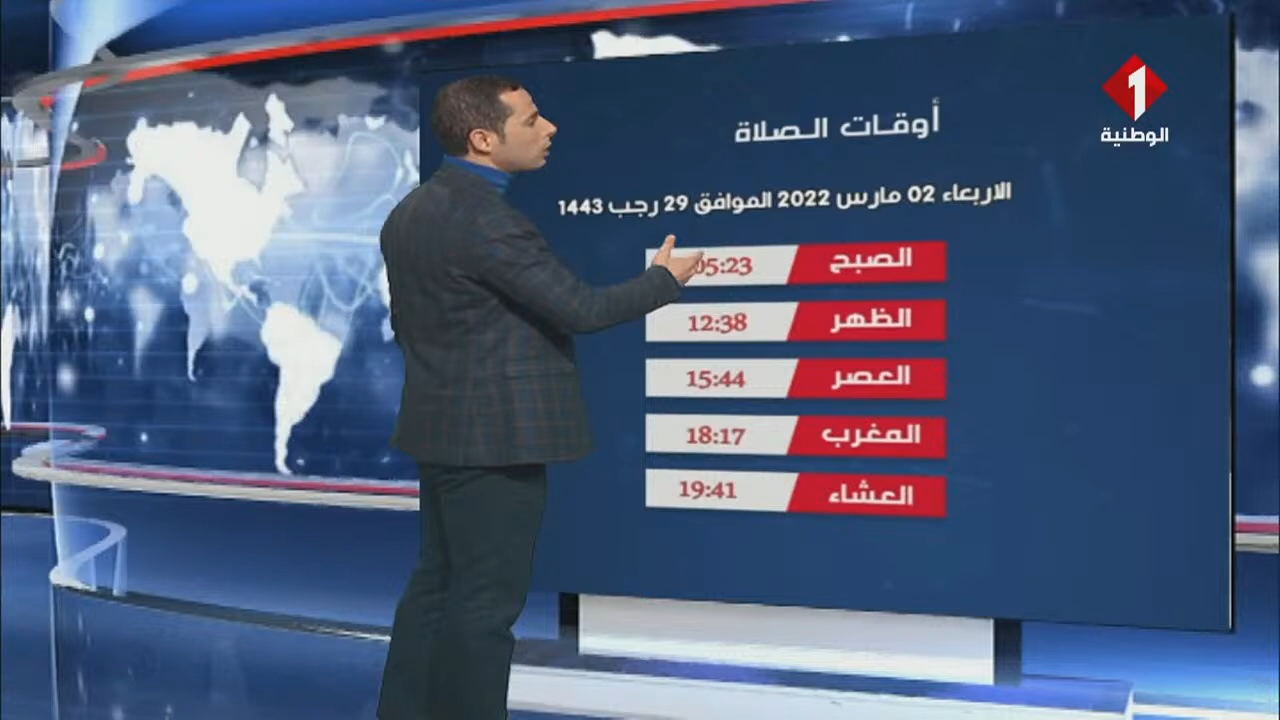 1
الوطنية
أوقات الصلاة
الاربعاء 02 مارس 2022 الموافق 29 رجب 1443
الصبح 05:23
الظهر 12:38
العصر 15:44
المغرب 18:17
العشاء 19:41